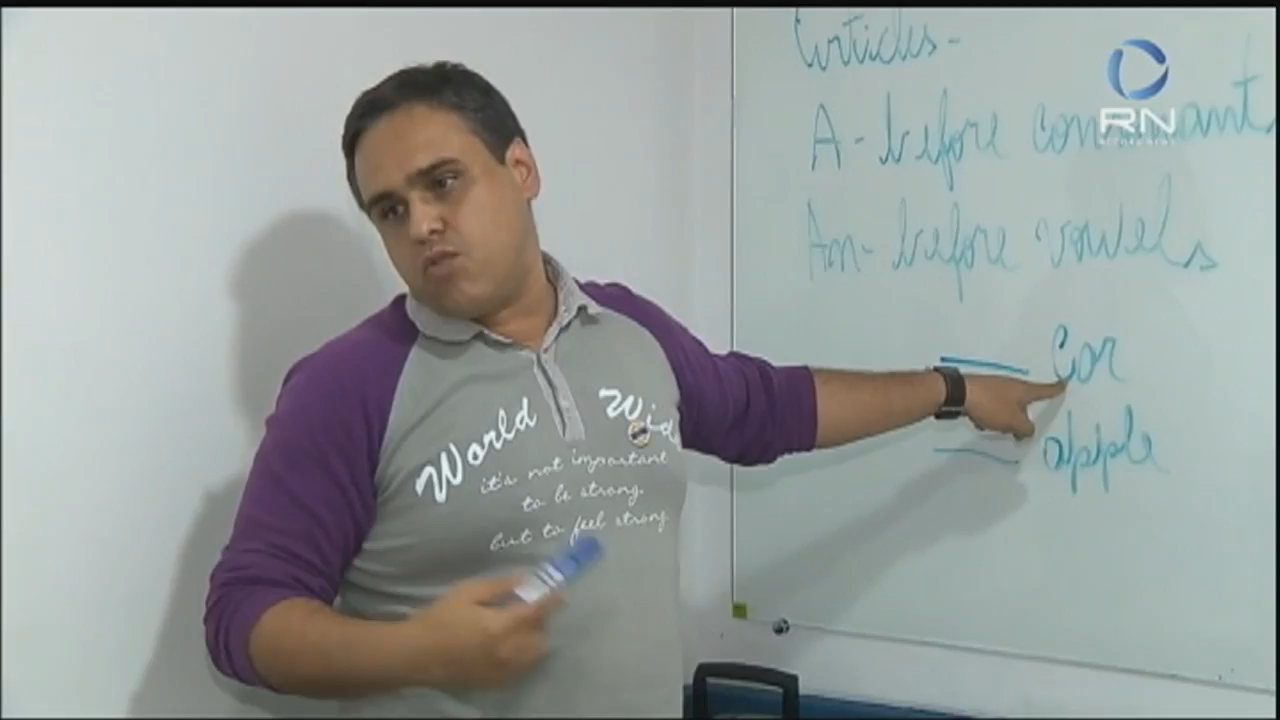 Articles-
A- before consonants
An- before vowels
Car
apple
World Wid
it's not important
to be strong.
but to feel strong
RN